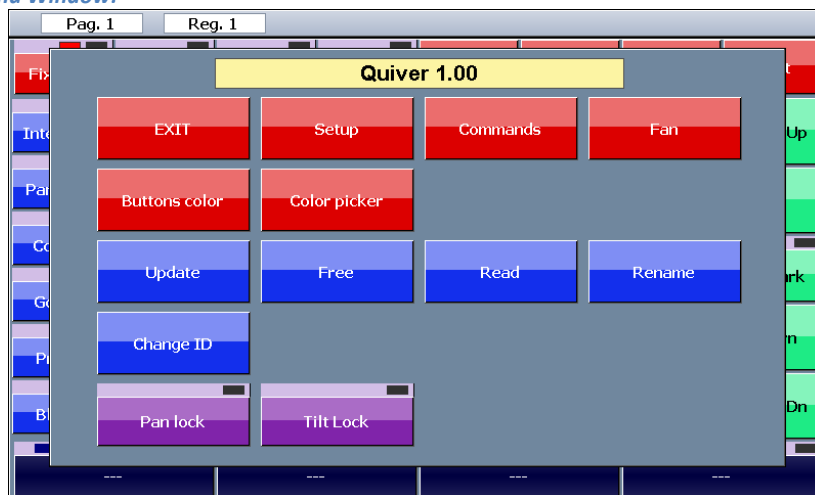 Pag. 1 Reg. 1
Quiver 1.00
EXIT Setup Commands Fan
Up
Buttons color Color picker
Update Free Read Rename
Change ID
Pan lock Tilt Lock
Dn
--- --- --- ---